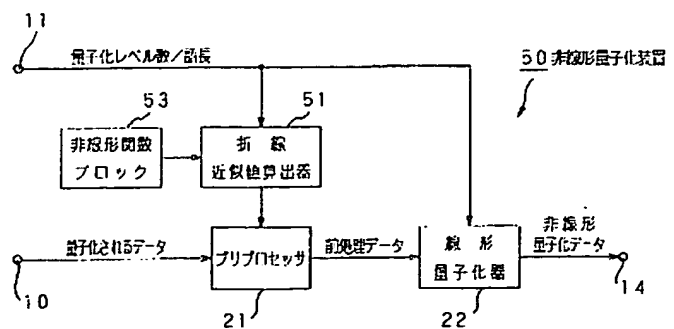 11
量子化レベル数/語長
50 非線形量子化装置
53
51
非線形関数
ブロック
折線
近似値算出器
量子化されるデータ
プリプロセッサ
前処理データ
線形
量子化器
非線形
量子化データ
10
21
22
14